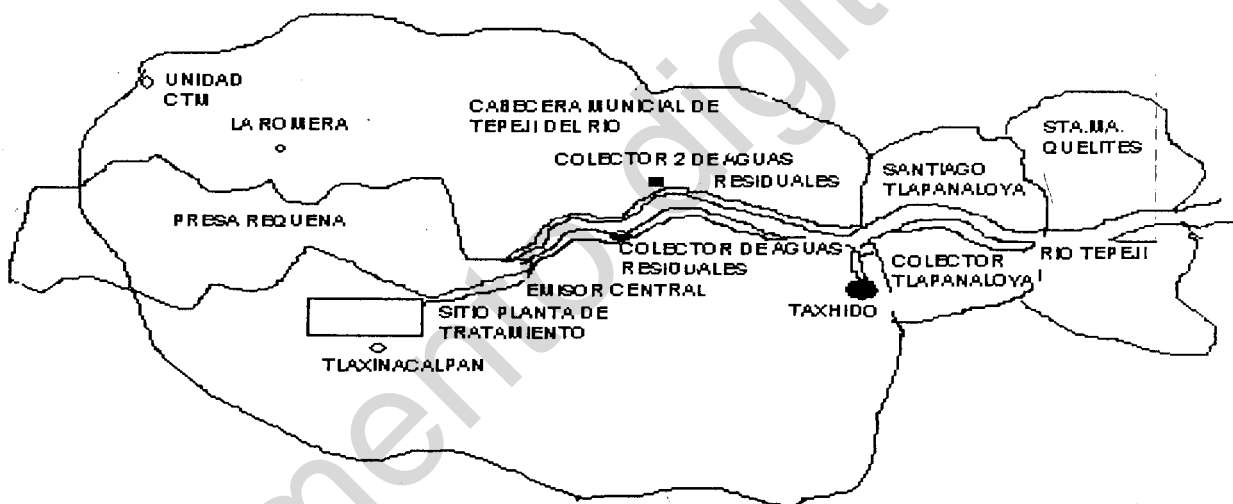 UNIDAD
CTM
LA ROMERA
CABECERA MUNICIAL DE
TEPEJI DEL RIO
STA.MA.
QUELITES
COLECTOR 2 DE AGUAS
RESIDUALES
SANTIAGO
TLAPANALOYA
PRESA REQUENA
COLECTOR DE AGUAS
RESIDUALES
RIO TEPEJI
COLECTOR
TLAPANALOYA
EMISOR CENTRAL
TAXHIDO
SITIO PLANTA DE
TRATAMIENTO
TLAXINACALPAN